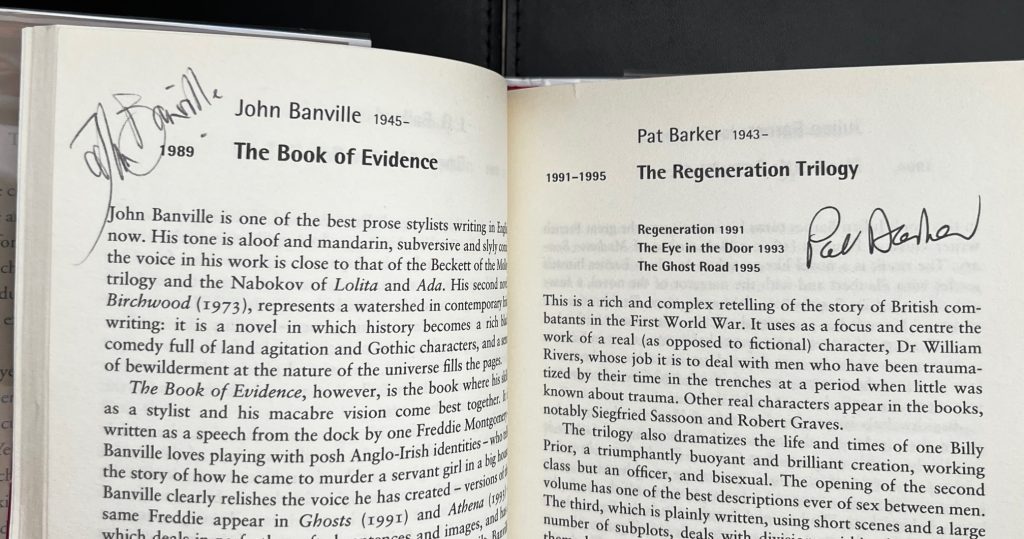 John Banville
John Banville 1945–
1989 The Book of Evidence
John Banville is one of the best prose stylists writing in
now. His tone is aloof and mandarin, subversive and slyly
the voice in his work is close to that of the Beckett of the
trilogy and the Nabokov of Lolita and Ada. His second
Birchwood (1973), represents a watershed in contemporary
writing: it is a novel in which history becomes a rich
comedy full of land agitation and Gothic characters, and a
of bewilderment at the nature of the universe fills the pages.
The Book of Evidence, however, is the book where his
as a stylist and his macabre vision come best together.
written as a speech from the dock by one Freddie
Banville loves playing with posh Anglo-Irish identities – who
the story of how he came to murder a servant girl in a big
Banville clearly relishes the voice he has created – versions of
same Freddie appear in Ghosts (1991) and Athena
which deals in
Pat Barker 1943–
1991–1995 The Regeneration Trilogy
Regeneration 1991
The Eye in the Door 1993
The Ghost Road 1995
Pat Barker
This is a rich and complex retelling of the story of British com-
batants in the First World War. It uses as a focus and centre the
work of a real (as opposed to fictional) character, Dr William
Rivers, whose job it is to deal with men who have been trauma-
tized by their time in the trenches at a period when little was
known about trauma. Other real characters appear in the books,
notably Siegfried Sassoon and Robert Graves.
The trilogy also dramatizes the life and times of one Billy
Prior, a triumphantly buoyant and brilliant creation, working
class but an officer, and bisexual. The opening of the second
volume has one of the best descriptions ever of sex between men.
The third, which is plainly written, using short scenes and a large
number of subplots, deals with